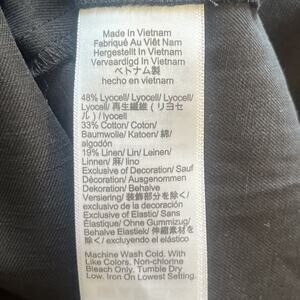 Made In Vietnam
Fabriqué Au Viêt Nam
Hergestellt In Vietnam
Vervaardigd In Vietnam
ベトナム製
hecho en vietnam
48% Lyocell/ Lyocell/ Lyocell/
Lyocell/ 再生繊維 ( リヨセ
ル) / lyocell
33% Cotton/ Coton/
Baumwolle/ Katoen/ 綿/
algodón
19% Linen/ Lin/ Leinen/
Linnen/ 麻/ lino
Exclusive of Decoration/ Sauf
Décoration/ Ausgenommen
Dekoration/ Behalve
Versiering/ 装飾部分を除く/
exclusivo de la decoración
Exclusive of Elastic/ Sans
Élastique/ Ohne Gummizug/
Behalve Elastiek/ 伸縮素材を
除く/ excluyendo el elástico
Machine Wash Cold. With
Like Colors. Non-chlorine
Bleach Only. Tumble Dry
Low. Iron On Lowest Setting.